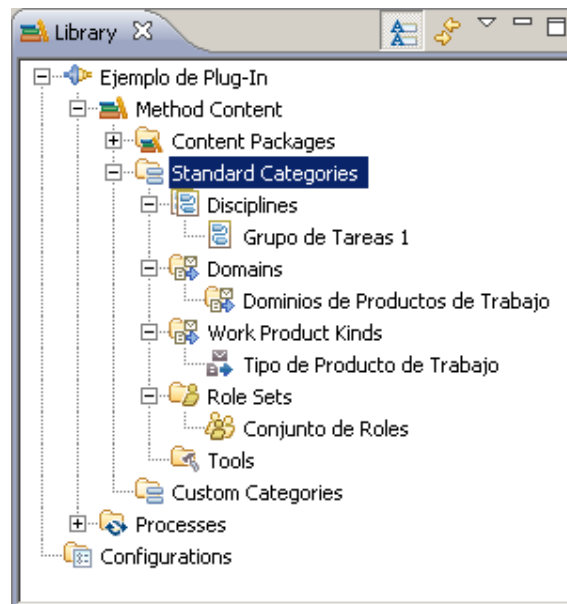 Library
Ejemplo de Plug-In
Method Content
Content Packages
Standard Categories
Disciplines
Grupo de Tareas 1
Domains
Dominios de Productos de Trabajo
Work Product Kinds
Tipo de Producto de Trabajo
Role Sets
Conjunto de Roles
Tools
Custom Categories
Processes
Configurations